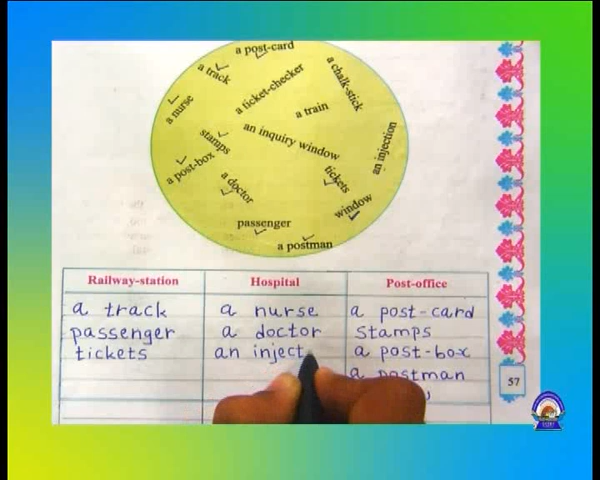 a post-card
a track
a ticket-checker
a chalk-stick
a nurse
a train
stamps
an inquiry window
an injection
a post-box
a doctor
tickets
window
passenger
a postman
Railway-station Hospital Post-office
a track a nurse a post-card
passenger a doctor stamps
tickets an inject a post-box
a postman
57